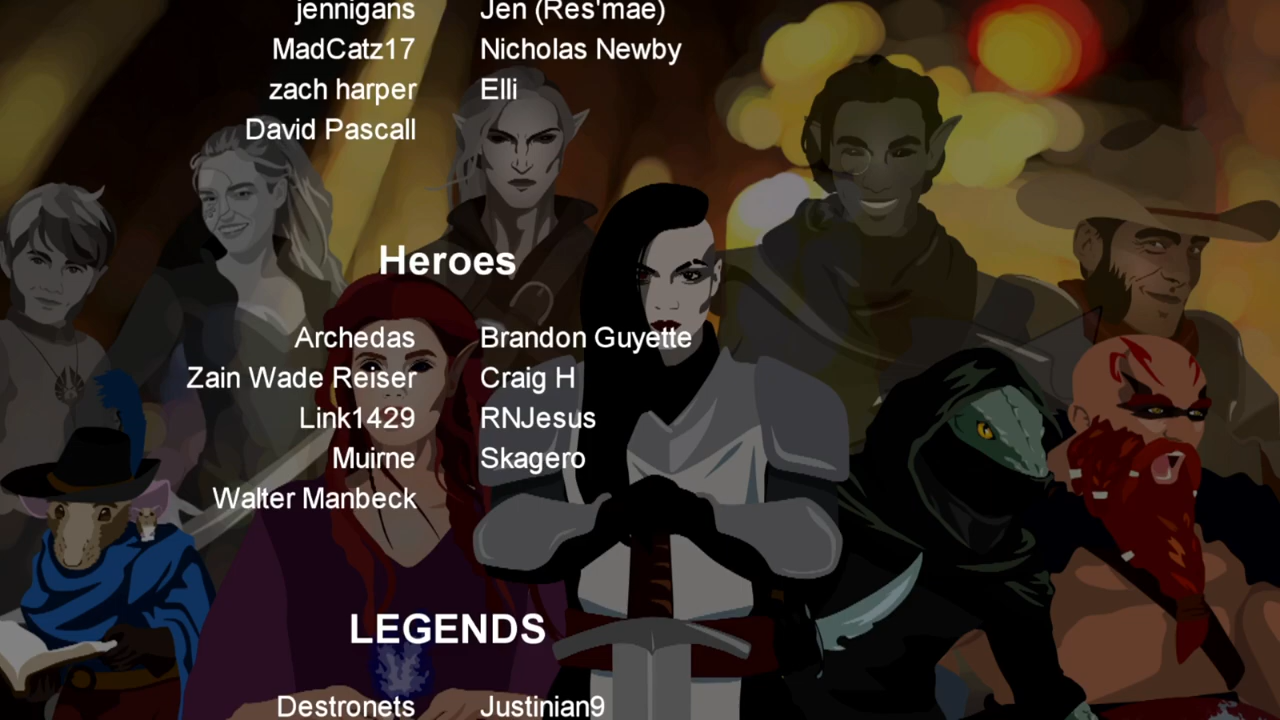 jennigans Jen (Res'mae)
MadCatz17 Nicholas Newby
zach harper Elli
David Pascall
Heroes
Archedas Brandon Guyette
Zain Wade Reiser Craig H
Link1429 RNJesus
Muirne Skagero
Walter Manbeck
LEGENDS
Destronets Justinian9